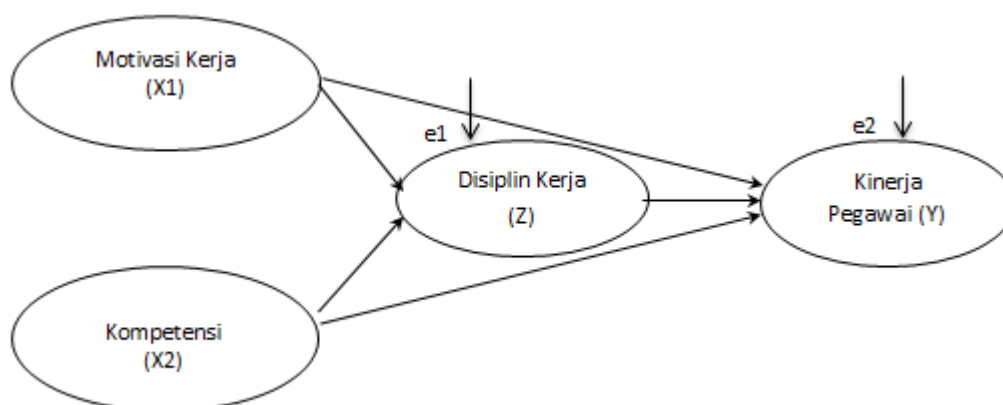 Motivasi Kerja
(X1)
e1
e2
Disiplin Kerja
(Z)
Kinerja
Pegawai (Y)
Kompetensi
(X2)